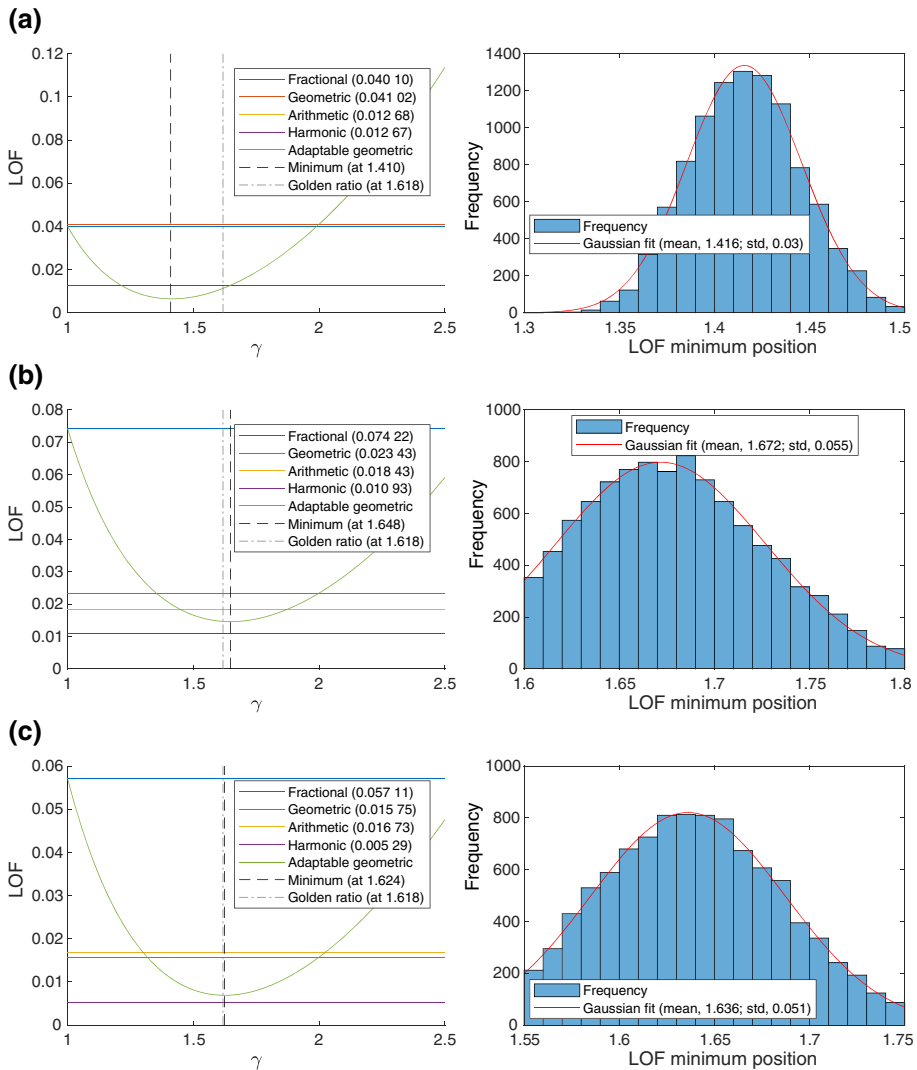 (a)
0.12
0.1
0.08
0.06
0.04
0.02
0
LOF
1
1.5
2
2.5
γ
Fractional (0.040 10)
Geometric (0.041 02)
Arithmetic (0.012 68)
Harmonic (0.012 67)
Adaptable geometric
Minimum (at 1.410)
Golden ratio (at 1.618)
1400
1200
1000
800
600
400
200
0
Frequency
Frequency
Gaussian fit (mean, 1.416; std, 0.03)
1.3
1.35
1.4
1.45
1.5
LOF minimum position
(b)
0.08
0.07
0.06
0.05
0.04
0.03
0.02
0.01
0
LOF
1
1.5
2
2.5
γ
Fractional (0.074 22)
Geometric (0.023 43)
Arithmetic (0.018 43)
Harmonic (0.010 93)
Adaptable geometric
Minimum (at 1.648)
Golden ratio (at 1.618)
1000
800
600
400
200
0
Frequency
Frequency
Gaussian fit (mean, 1.672; std, 0.055)
1.6
1.65
1.7
1.75
1.8
LOF minimum position
(c)
0.06
0.05
0.04
0.03
0.02
0.01
0
LOF
1
1.5
2
2.5
γ
Fractional (0.057 11)
Geometric (0.015 75)
Arithmetic (0.016 73)
Harmonic (0.005 29)
Adaptable geometric
Minimum (at 1.624)
Golden ratio (at 1.618)
1000
800
600
400
200
0
Frequency
Frequency
Gaussian fit (mean, 1.636; std, 0.051)
1.55
1.6
1.65
1.7
1.75
LOF minimum position